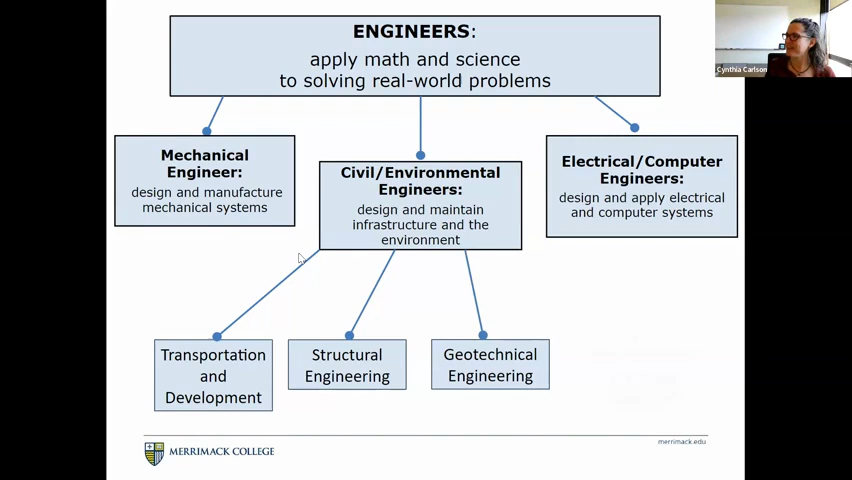 ENGINEERS:
apply math and science
to solving real-world problems
Cynthia Carlson
Mechanical
Engineer:
design and manufacture
mechanical systems
Civil/Environmental
Engineers:
design and maintain
infrastructure and the
environment
Electrical/Computer
Engineers:
design and apply electrical
and computer systems
Transportation
and
Development
Structural
Engineering
Geotechnical
Engineering
MERRIMACK COLLEGE
merrimack.edu